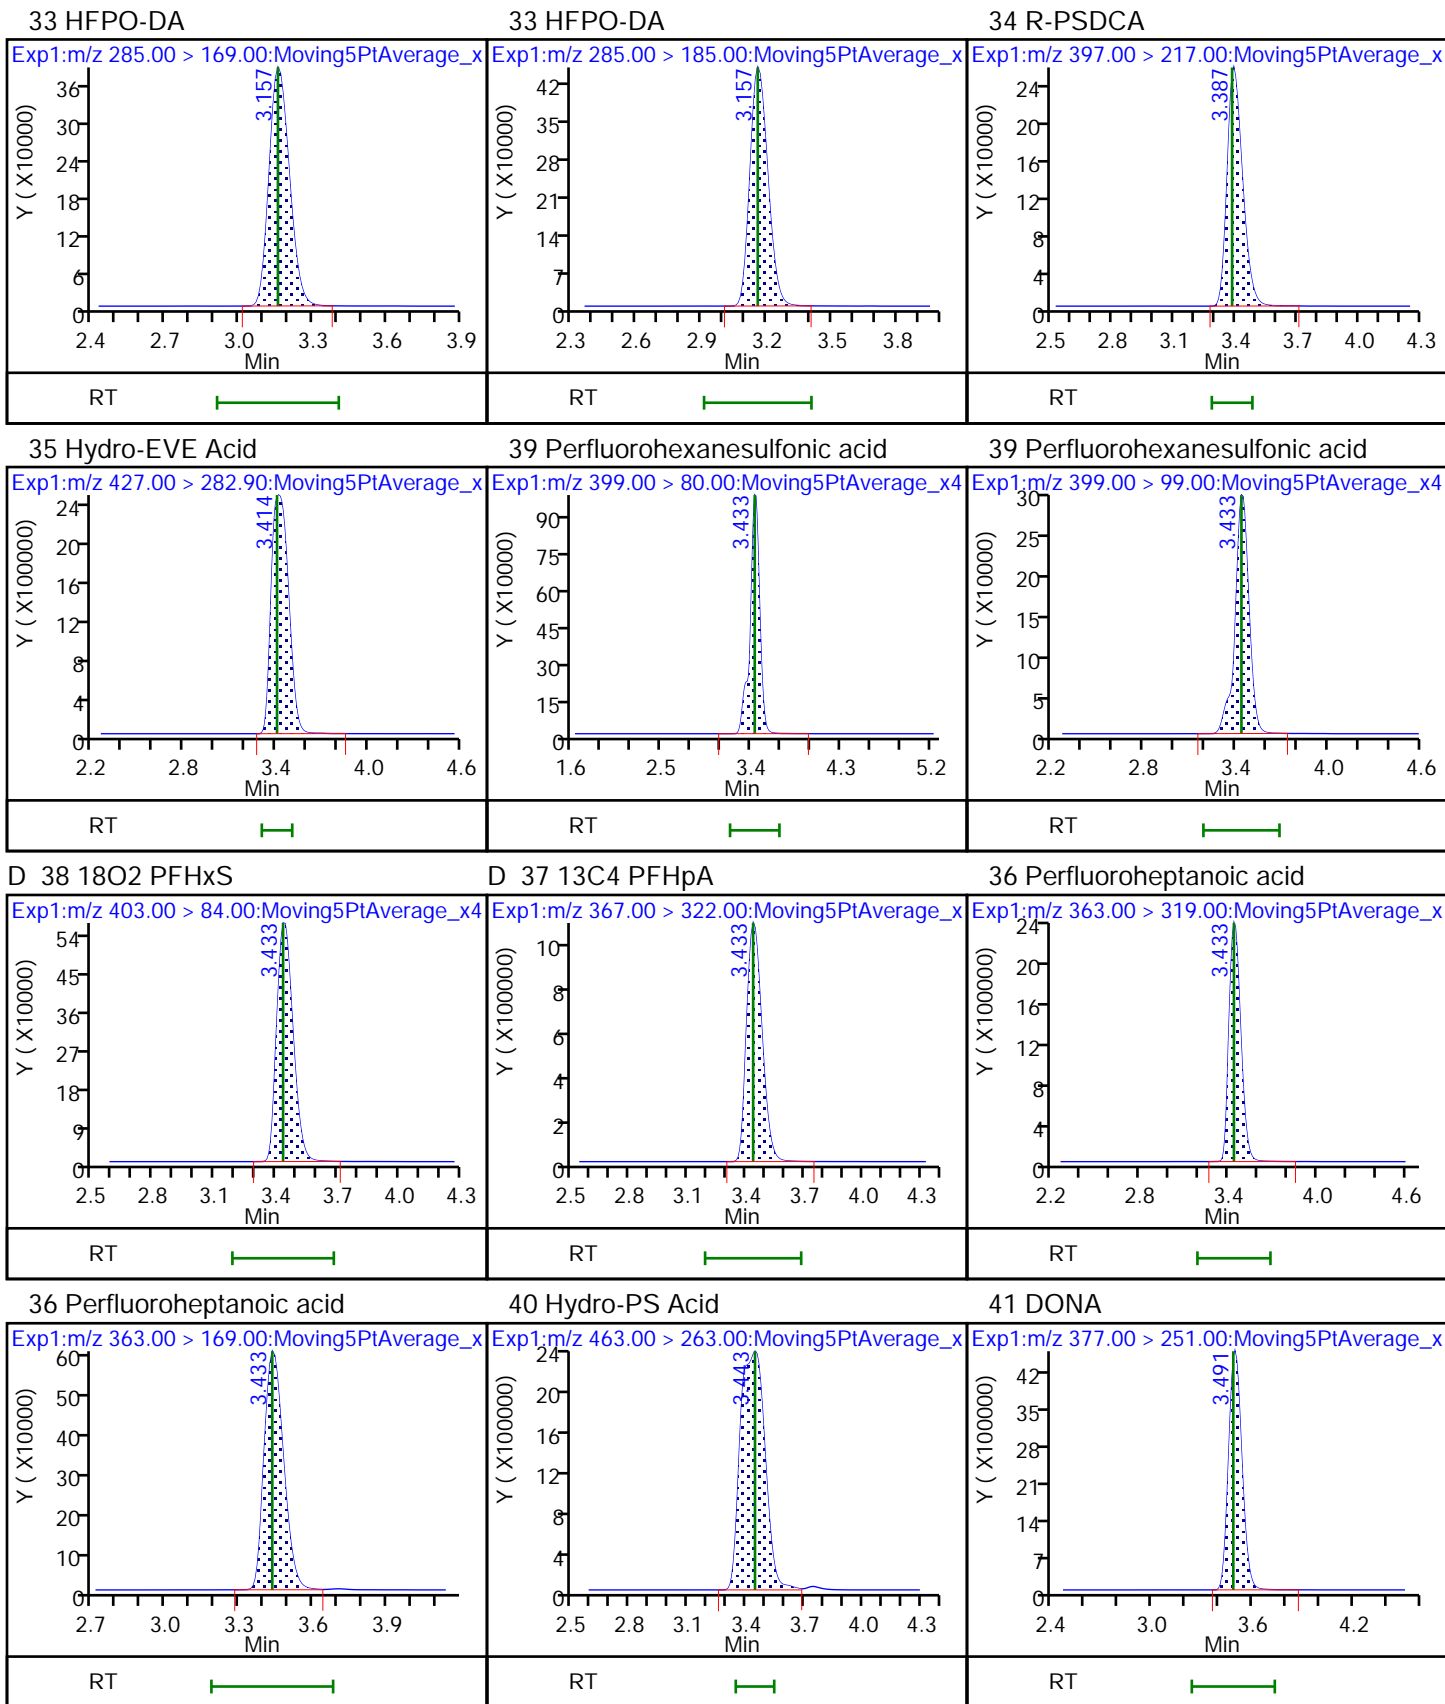 33 HFPO-DA
Exp1:m/z 285.00 > 169.00:Moving5PtAverage_x
Y ( X10000)
36
30
24
18
12
6
0
3.157
2.4 2.7 3.0 3.3 3.6 3.9
Min
RT
33 HFPO-DA
Exp1:m/z 285.00 > 185.00:Moving5PtAverage_x
Y ( X10000)
42
35
28
21
14
7
0
3.157
2.3 2.6 2.9 3.2 3.5 3.8
Min
RT
34 R-PSDCA
Exp1:m/z 397.00 > 217.00:Moving5PtAverage_x
Y ( X100000)
24
20
16
12
8
4
0
3.387
2.5 2.8 3.1 3.4 3.7 4.0 4.3
Min
RT
35 Hydro-EVE Acid
Exp1:m/z 427.00 > 282.90:Moving5PtAverage_x
Y ( X100000)
24
20
16
12
8
4
0
3.414
2.2 2.8 3.4 4.0 4.6
Min
RT
39 Perfluorohexanesulfonic acid
Exp1:m/z 399.00 > 80.00:Moving5PtAverage_x4
Y ( X10000)
90
75
60
45
30
15
0
3.433
1.6 2.5 3.4 4.3 5.2
Min
RT
39 Perfluorohexanesulfonic acid
Exp1:m/z 399.00 > 99.00:Moving5PtAverage_x4
Y ( X10000)
30
25
20
15
10
5
0
3.433
2.2 2.8 3.4 4.0 4.6
Min
RT
D 38 18O2 PFHxS
Exp1:m/z 403.00 > 84.00:Moving5PtAverage_x4
Y ( X100000)
54
45
36
27
18
9
0
3.433
2.5 2.8 3.1 3.4 3.7 4.0 4.3
Min
RT
D 37 13C4 PFHpA
Exp1:m/z 367.00 > 322.00:Moving5PtAverage_x
Y ( X100000)
10
8
6
4
2
0
3.433
2.5 2.8 3.1 3.4 3.7 4.0 4.3
Min
RT
36 Perfluoroheptanoic acid
Exp1:m/z 363.00 > 319.00:Moving5PtAverage_x
Y ( X100000)
24
20
16
12
8
4
0
3.433
2.2 2.8 3.4 4.0 4.6
Min
RT
36 Perfluoroheptanoic acid
Exp1:m/z 363.00 > 169.00:Moving5PtAverage_x
Y ( X10000)
60
50
40
30
20
10
0
3.433
2.7 3.0 3.3 3.6 3.9
Min
RT
40 Hydro-PS Acid
Exp1:m/z 463.00 > 263.00:Moving5PtAverage_x
Y ( X100000)
24
20
16
12
8
4
0
3.443
2.5 2.8 3.1 3.4 3.7 4.0 4.3
Min
RT
41 DONA
Exp1:m/z 377.00 > 251.00:Moving5PtAverage_x
Y ( X100000)
42
35
28
21
14
7
0
3.491
2.4 3.0 3.6 4.2
Min
RT